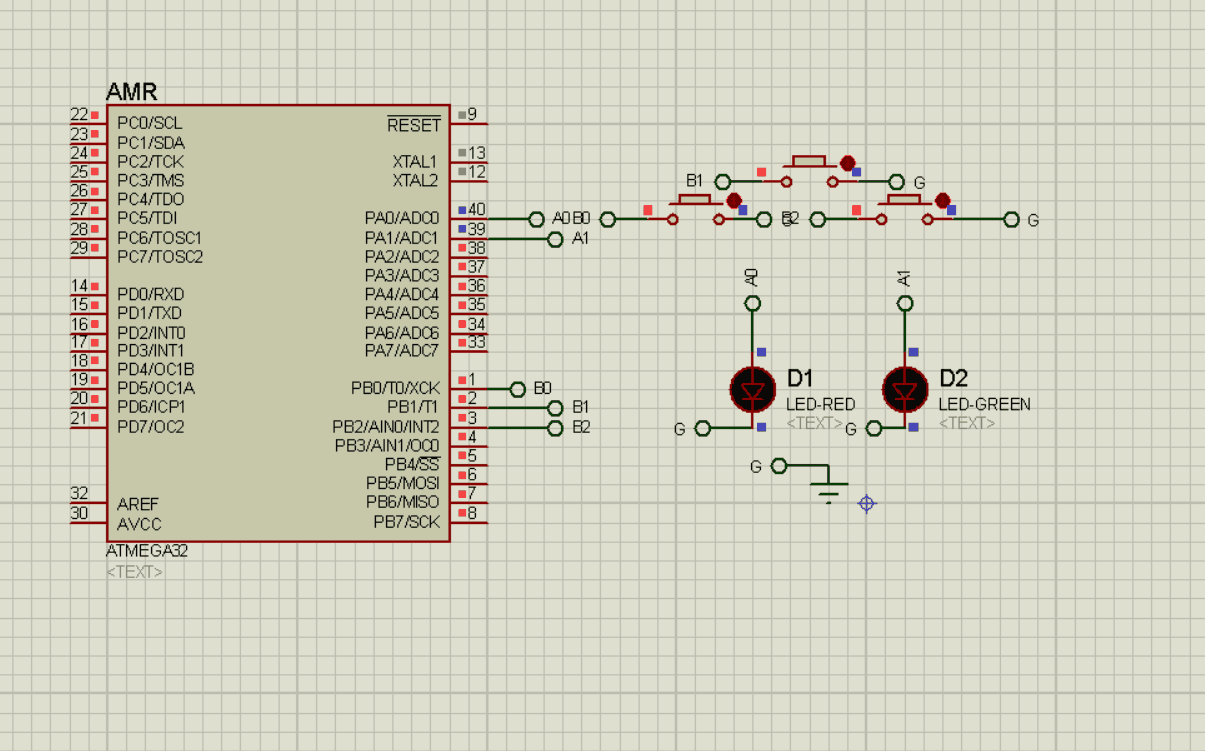 AMR
22 PC0/SCL
23 PC1/SDA
24 PC2/TCK
25 PC3/TMS
26 PC4/TDO
27 PC5/TDI
28 PC6/TOSC1
29 PC7/TOSC2
14 PD0/RXD
15 PD1/TXD
16 PD2/INT0
17 PD3/INT1
18 PD4/OC1B
19 PD5/OC1A
20 PD6/ICP1
21 PD7/OC2
32 AREF
30 AVCC
RESET 9
XTAL1 13
XTAL2 12
PA0/ADC0 40 A0
PA1/ADC1 39 A1
PA2/ADC2 38
PA3/ADC3 37
PA4/ADC4 36
PA5/ADC5 35
PA6/ADC6 34
PA7/ADC7 33
PB0/T0/XCK 1 B0
PB1/T1 2 B1
PB2/AIN0/INT2 3 B2
PB3/AIN1/OC0 4
PB4/SS 5
PB5/MOSI 6
PB6/MISO 7
PB7/SCK 8
ATMEGA32
<TEXT>
B1 G
B0 B2 G
A0 A1
D1
LED-RED
<TEXT>
G
D2
LED-GREEN
<TEXT>
G
G